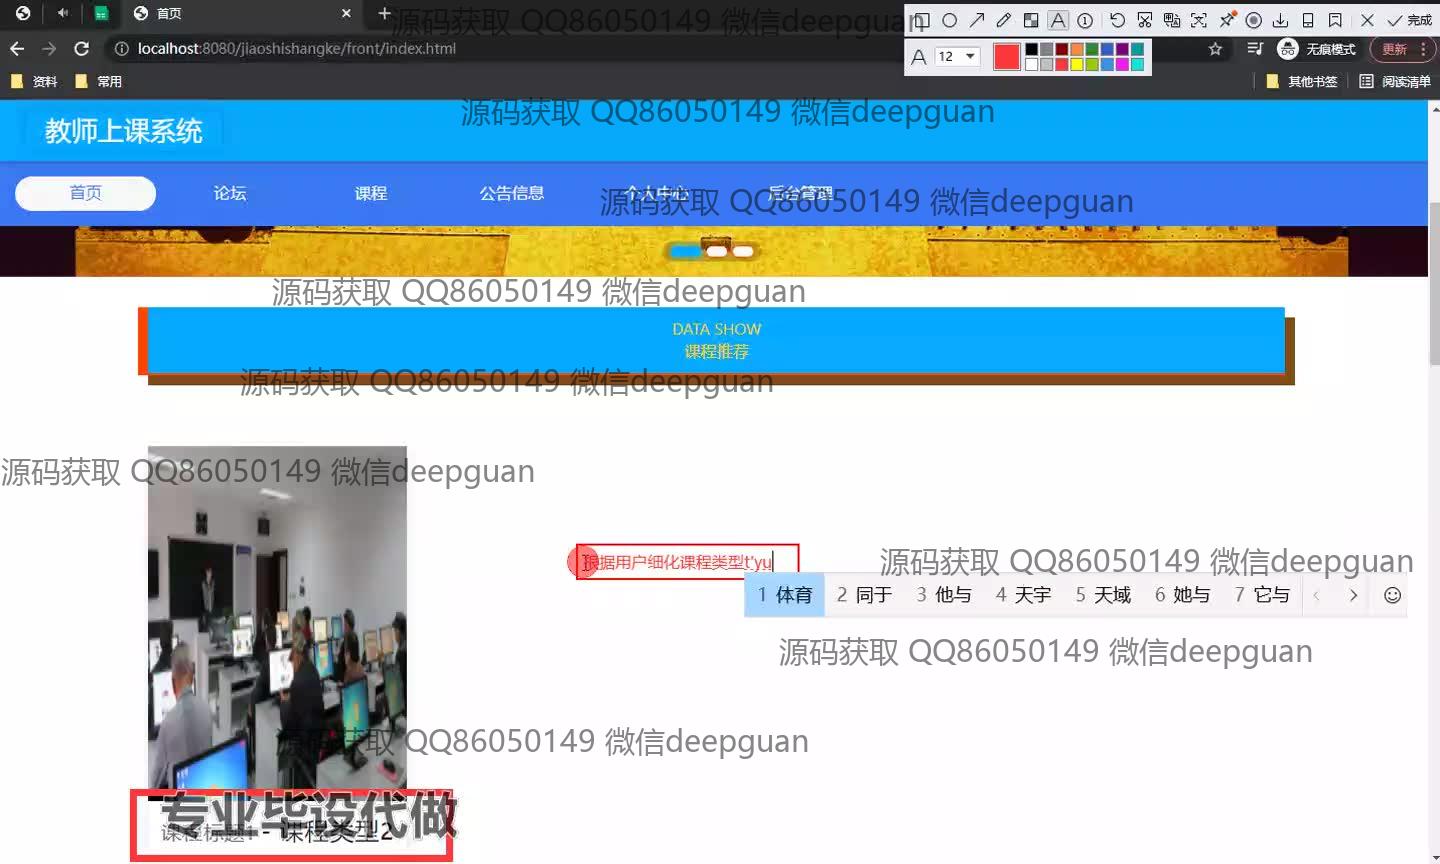 首页
源码获取 QQ86050149 微信deepguan
完成
localhost:8080/jiaoshishangke/front/index.html
12
无痕模式
更新
资料
常用
其他书签
阅读清单
源码获取 QQ86050149 微信deepguan
教师上课系统
首页
论坛
课程
公告信息
个人中心
后台管理
源码获取 QQ86050149 微信deepguan
源码获取 QQ86050149 微信deepguan
DATA SHOW
课程推荐
源码获取 QQ86050149 微信deepguan
源码获取 QQ86050149 微信deepguan
根据用户细化课程类型t'yu
源码获取 QQ86050149 微信deepguan
1 体育 2 同于 3 他与 4 天宇 5 天域 6 她与 7 它与
源码获取 QQ86050149 微信deepguan
源码获取 QQ86050149 微信deepguan
专业毕设代做
课程标题1 - 课程类型2